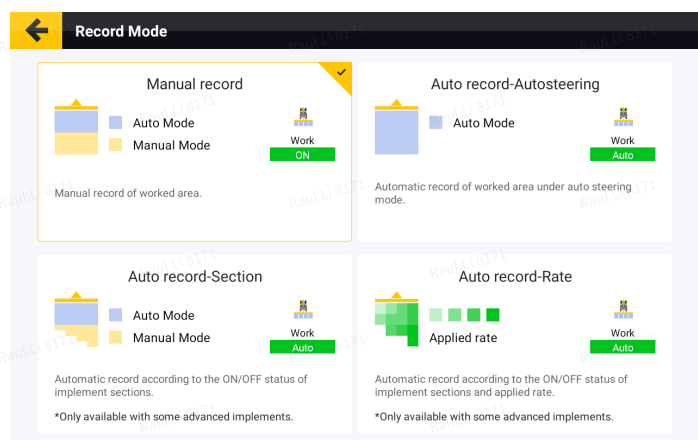 Record Mode
Manual record
Auto Mode
Manual Mode
Work
ON
Manual record of worked area.
Auto record-Autosteering
Auto Mode
Work
Auto
Automatic record of worked area under auto steering
mode.
Auto record-Section
Auto Mode
Manual Mode
Work
Auto
Automatic record according to the ON/OFF status of
implement sections.
*Only available with some advanced implements.
Auto record-Rate
Applied rate
Work
Auto
Automatic record according to the ON/OFF status of
implement sections and applied rate.
*Only available with some advanced implements.
Raul.Li 8171